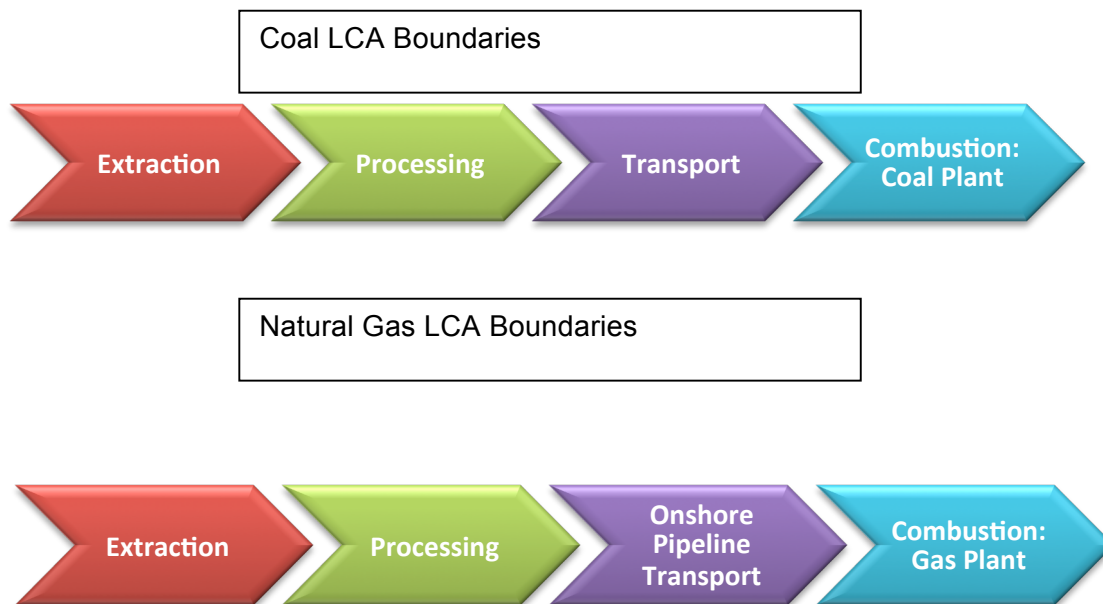 Coal LCA Boundaries
Extraction
Processing
Transport
Combustion:
Coal Plant
Natural Gas LCA Boundaries
Extraction
Processing
Onshore
Pipeline
Transport
Combustion:
Gas Plant